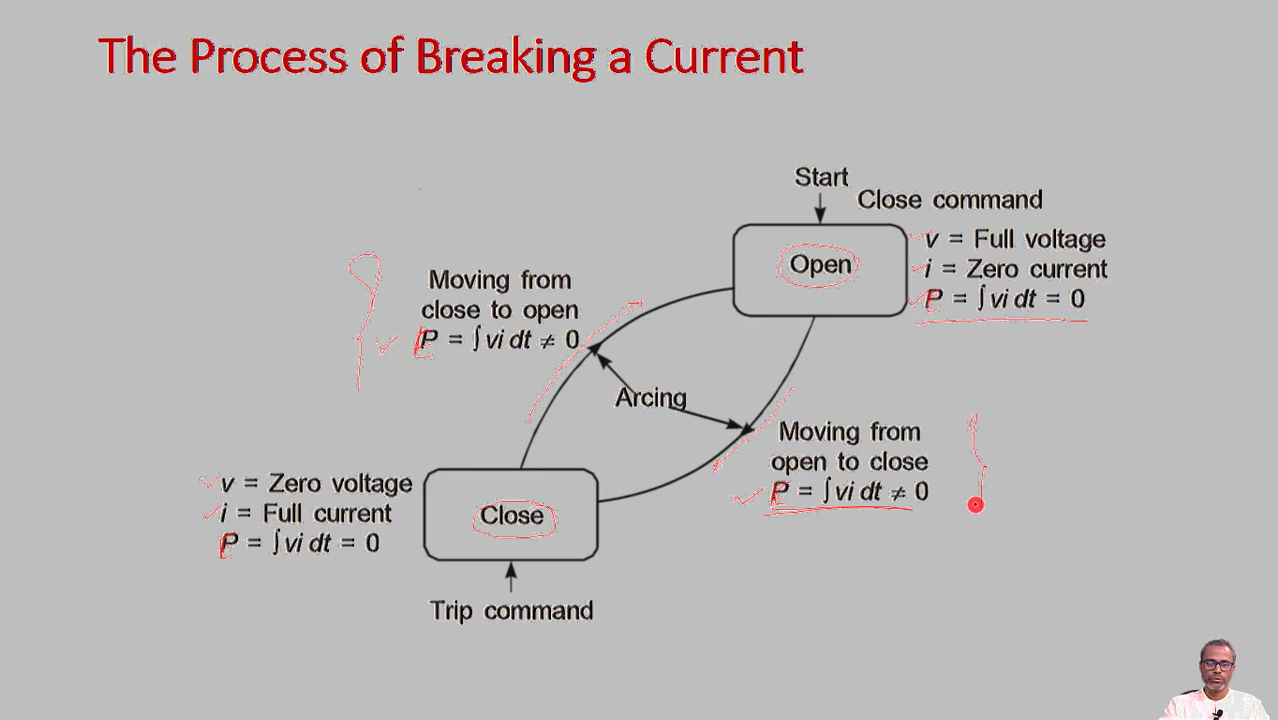 The Process of Breaking a Current
Start
Close command
Open
v = Full voltage
i = Zero current
P = ∫vi dt = 0
Moving from
close to open
P = ∫vi dt ≠ 0
Arcing
Moving from
open to close
P = ∫vi dt ≠ 0
v = Zero voltage
i = Full current
P = ∫vi dt = 0
Close
Trip command